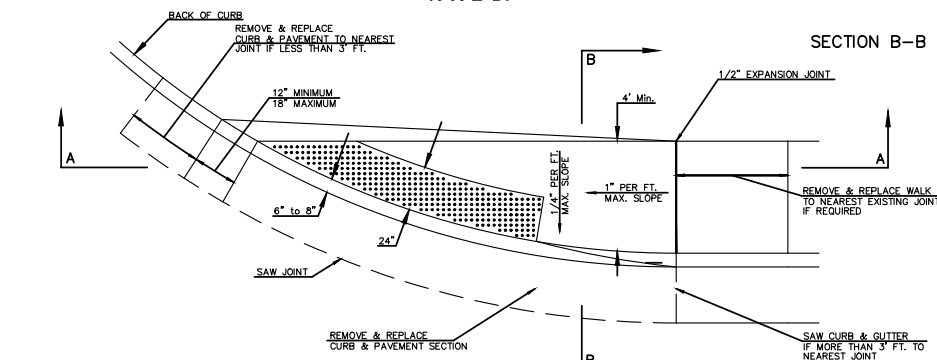 BACK OF CURB
REMOVE & REPLACE
CURB & PAVEMENT TO NEAREST
JOINT IF LESS THAN 3' FT.
B
SECTION B-B
12" MINIMUM
18" MAXIMUM
4' Min.
1/2" EXPANSION JOINT
A
A
1/4" PER FT.
MAX. SLOPE
1" PER FT.
MAX. SLOPE
REMOVE & REPLACE WALK
TO NEAREST EXISTING JOINT
IF REQUIRED
6" to 8"
24"
SAW JOINT
REMOVE & REPLACE
CURB & PAVEMENT SECTION
SAW CURB & GUTTER
IF MORE THAN 3' FT. TO
NEAREST JOINT